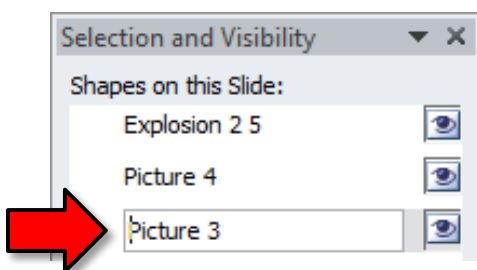 Selection and Visibility
Shapes on this Slide:
Explosion 2 5
Picture 4
Picture 3